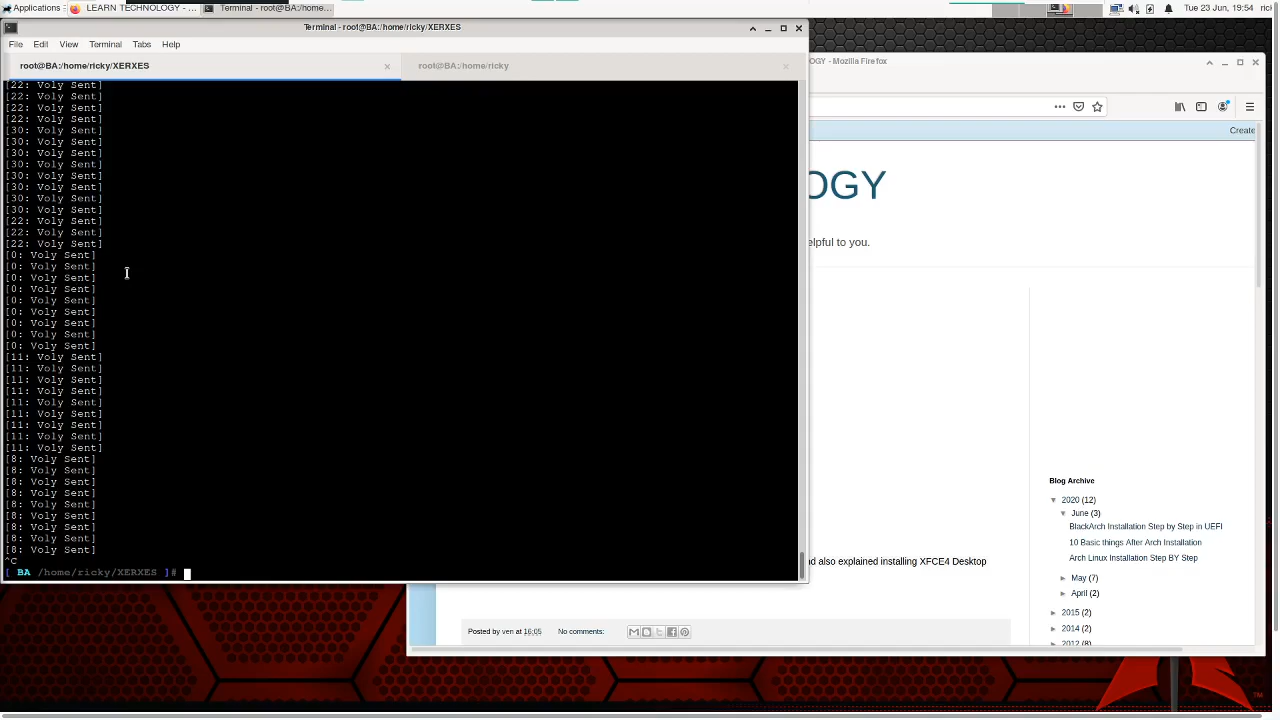 Applications
LEARN TECHNOLOGY - ...
Terminal - root@BA:/home...
Tue 23 Jun, 19:54
Terminal - root@BA:/home/ricky/XERXES
File Edit View Terminal Tabs Help
root@BA:/home/ricky/XERXES
root@BA:/home/ricky
OGY - Mozilla Firefox
[22: Voly Sent]
[22: Voly Sent]
[22: Voly Sent]
[22: Voly Sent]
[30: Voly Sent]
[30: Voly Sent]
[30: Voly Sent]
[30: Voly Sent]
[30: Voly Sent]
[30: Voly Sent]
[30: Voly Sent]
[30: Voly Sent]
[22: Voly Sent]
[22: Voly Sent]
[22: Voly Sent]
[0: Voly Sent]
[0: Voly Sent]
[0: Voly Sent]
[0: Voly Sent]
[0: Voly Sent]
[0: Voly Sent]
[0: Voly Sent]
[0: Voly Sent]
[0: Voly Sent]
[11: Voly Sent]
[11: Voly Sent]
[11: Voly Sent]
[11: Voly Sent]
[11: Voly Sent]
[11: Voly Sent]
[11: Voly Sent]
[11: Voly Sent]
[11: Voly Sent]
[8: Voly Sent]
[8: Voly Sent]
[8: Voly Sent]
[8: Voly Sent]
[8: Voly Sent]
[8: Voly Sent]
[8: Voly Sent]
[8: Voly Sent]
[8: Voly Sent]
^C
[ BA /home/ricky/XERXES ]#
Create
OGY
elpful to you.
Blog Archive
▼ 2020 (12)
▼ June (3)
BlackArch Installation Step by Step in UEFI
10 Basic things After Arch Installation
Arch Linux Installation Step BY Step
► May (7)
► April (2)
► 2015 (2)
► 2014 (2)
► 2012 (8)
nd also explained installing XFCE4 Desktop
Posted by ven at 16:05 No comments:
TM